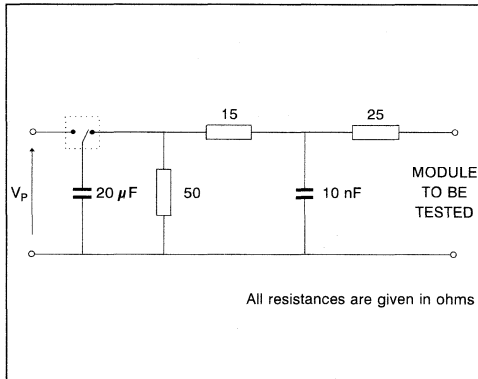 15
25
V_P
20 μF
50
10 nF
MODULE
TO BE
TESTED
All resistances are given in ohms